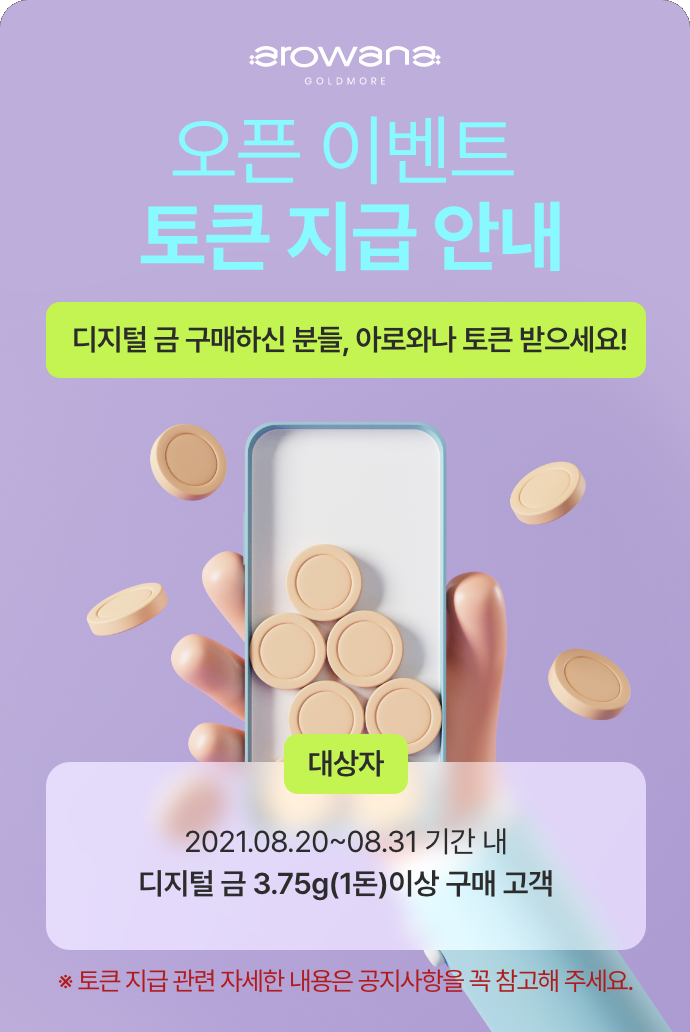 arowana
GOLDMORE
오픈 이벤트
토큰 지급 안내
디지털 금 구매하신 분들, 아로와나 토큰 받으세요!
대상자
2021.08.20~08.31 기간 내
디지털 금 3.75g(1돈)이상 구매 고객
※ 토큰 지급 관련 자세한 내용은 공지사항을 꼭 참고해 주세요.